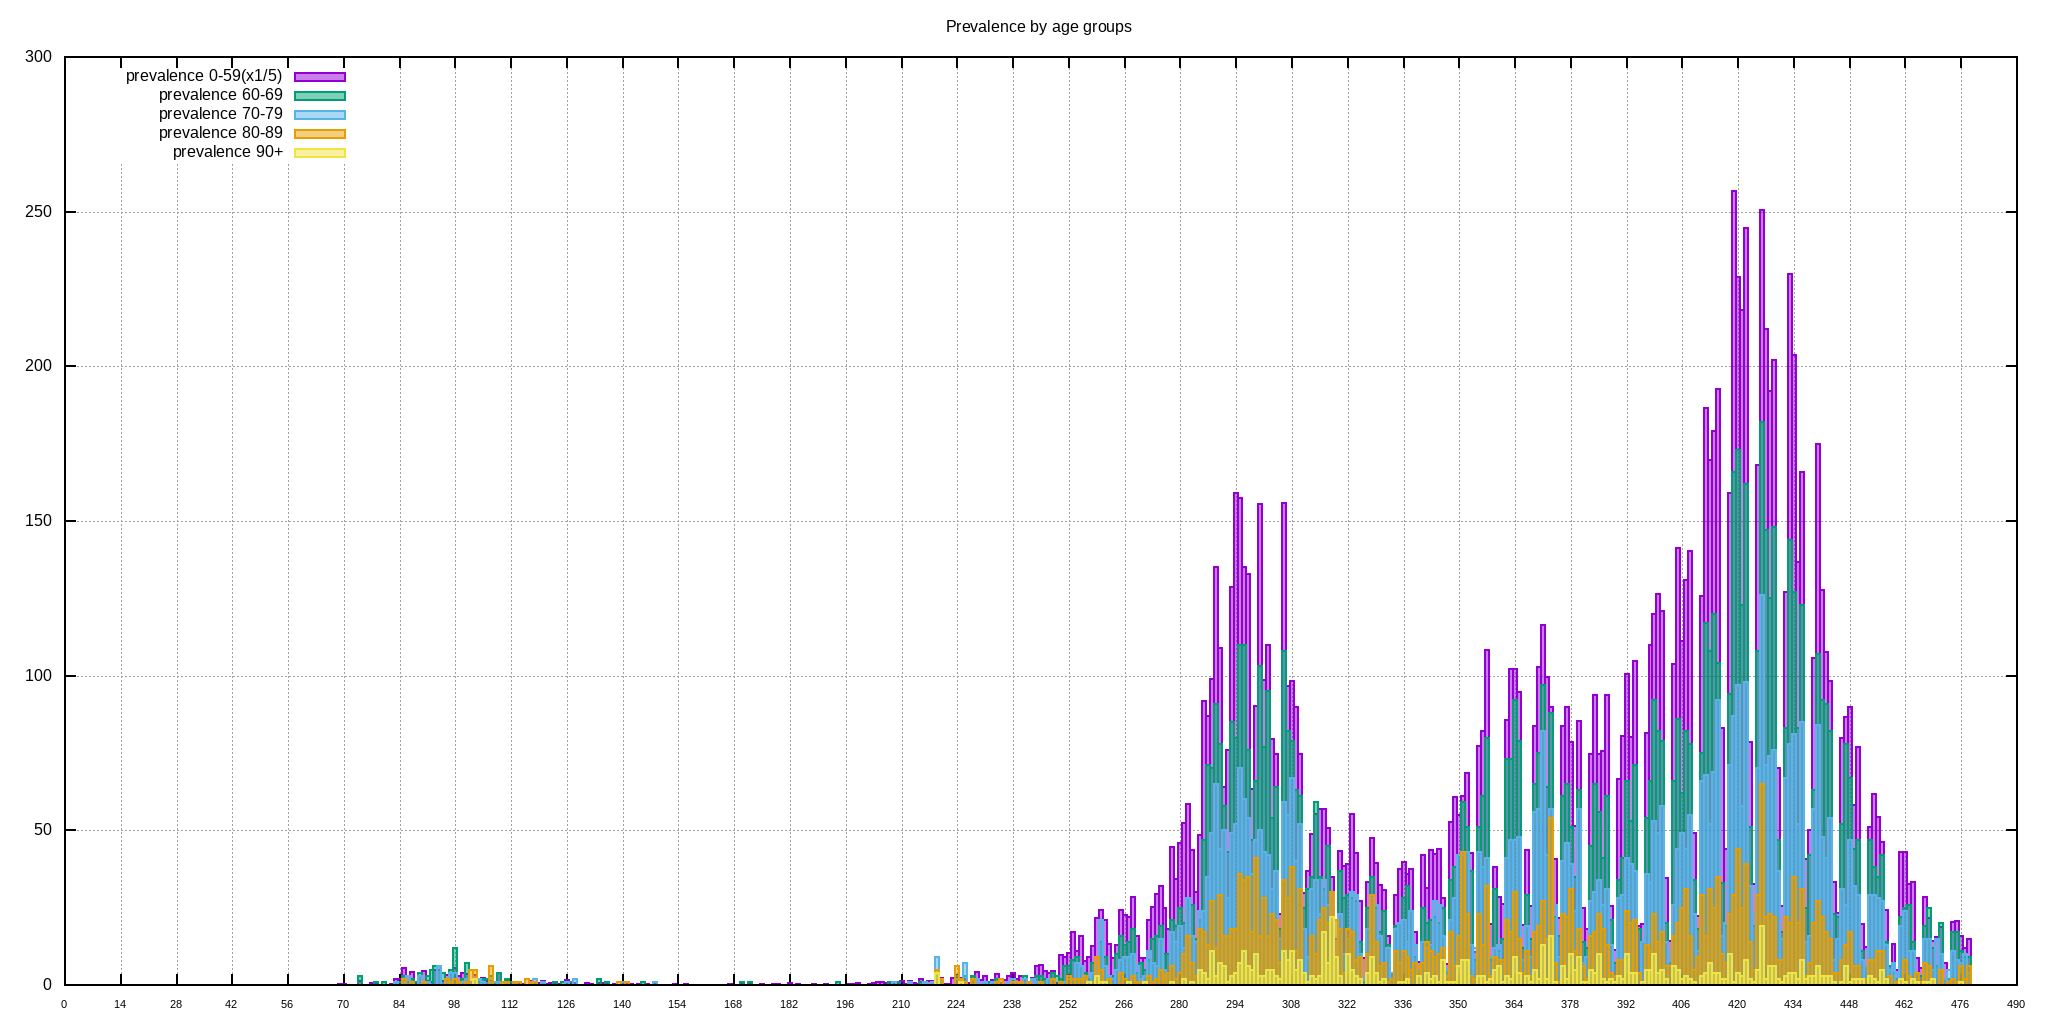 Prevalence by age groups
300
250
200
150
100
50
0
prevalence 0-59(x1/5)
prevalence 60-69
prevalence 70-79
prevalence 80-89
prevalence 90+
0 14 28 42 56 70 84 98 112 126 140 154 168 182 196 210 224 238 252 266 280 294 308 322 336 350 364 378 392 406 420 434 448 462 476 490